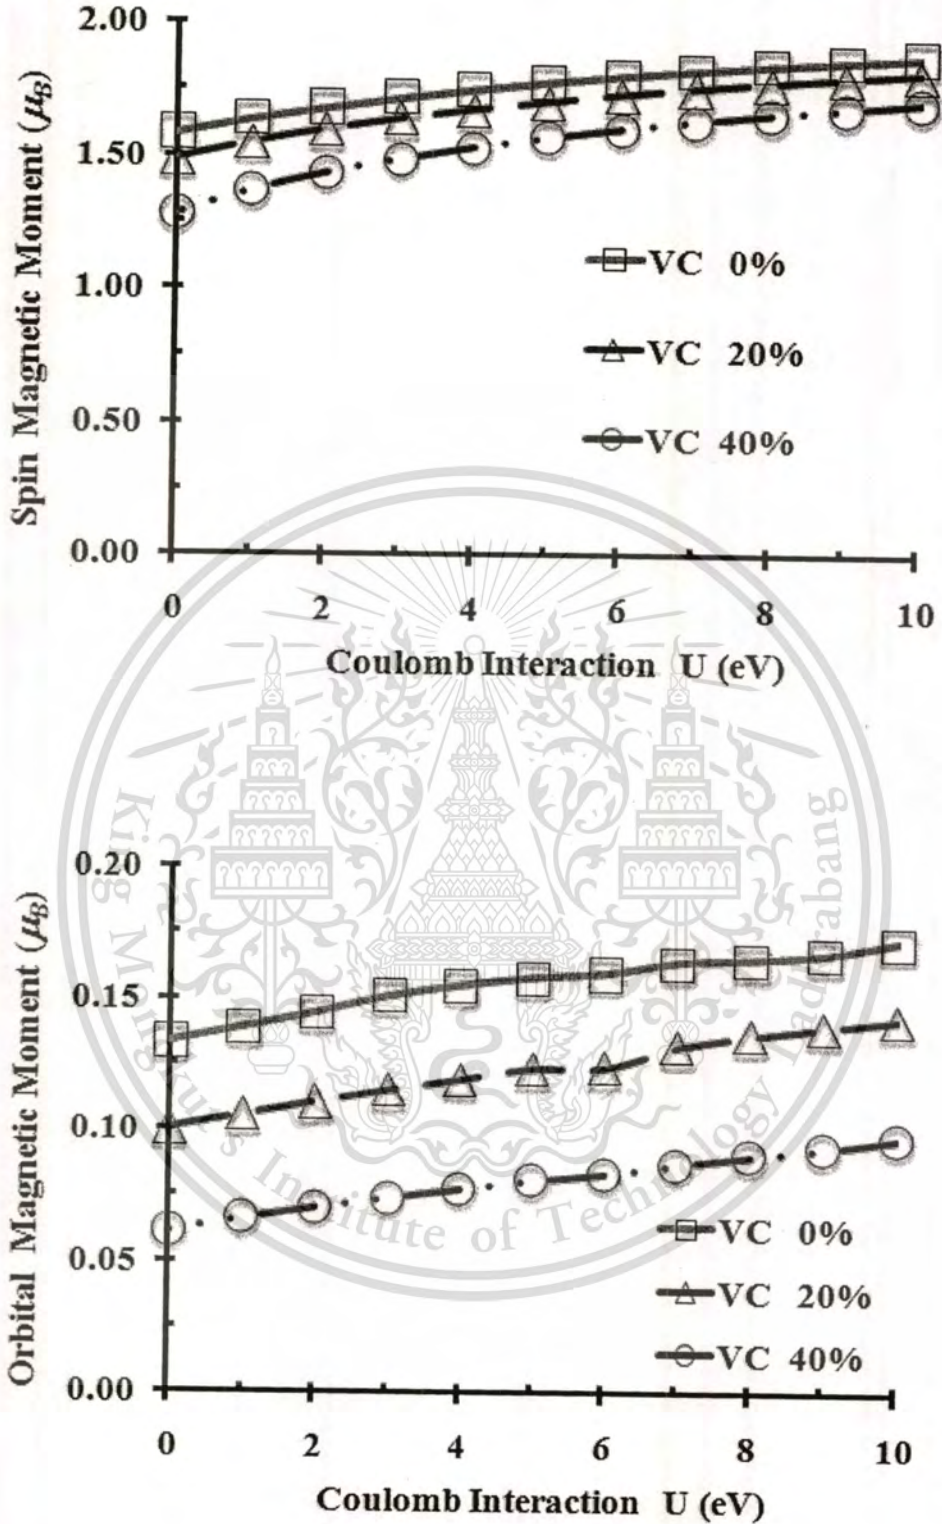 2.00
1.50
1.00
0.50
0.00
Spin Magnetic Moment (μB)
VC 0%
VC 20%
VC 40%
0 2 4 6 8 10
Coulomb Interaction U (eV)
0.20
0.15
0.10
0.05
0.00
Orbital Magnetic Moment (μB)
VC 0%
VC 20%
VC 40%
0 2 4 6 8 10
Coulomb Interaction U (eV)
King Mongkut's Institute of Technology Ladkrabang